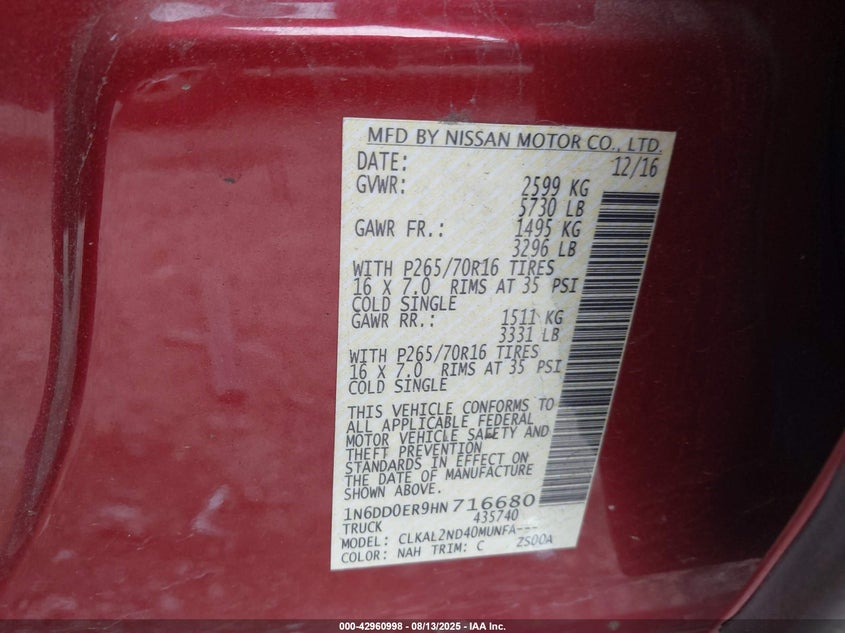 MFD BY NISSAN MOTOR CO., LTD.
DATE: 12/16
GVWR: 2599 KG
5730 LB
GAWR FR.: 1495 KG
3296 LB
WITH P265/70R16 TIRES
16 X 7.0 RIMS AT 35 PSI
COLD SINGLE
GAWR RR.: 1511 KG
3331 LB
WITH P265/70R16 TIRES
16 X 7.0 RIMS AT 35 PSI
COLD SINGLE
THIS VEHICLE CONFORMS TO
ALL APPLICABLE FEDERAL
MOTOR VEHICLE SAFETY AND
THEFT PREVENTION
STANDARDS IN EFFECT ON
THE DATE OF MANUFACTURE
SHOWN ABOVE.
1N6DD0ER9HN716680
TRUCK 435740
MODEL: CLKAL2ND40MUNFA---
COLOR: NAH TRIM: C ZS00A
000-42960998 - 08/13/2025 - IAA Inc.